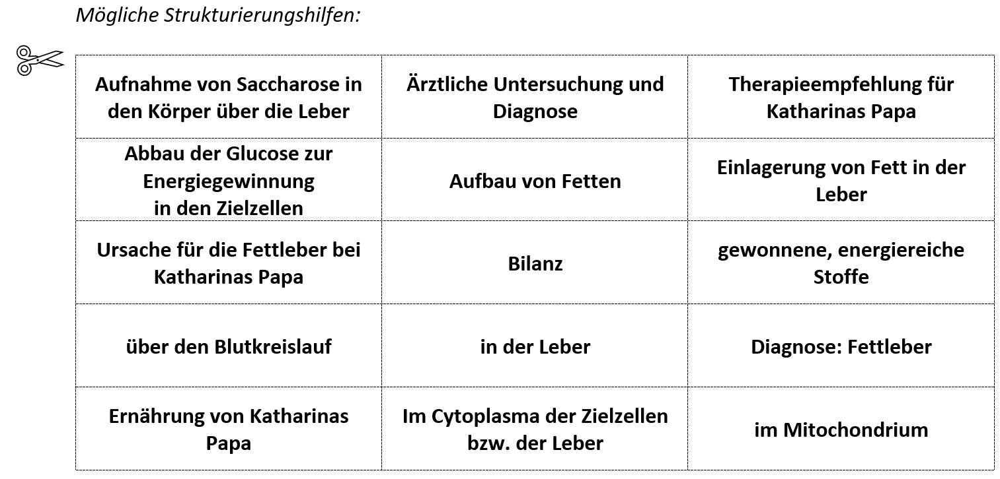 Mögliche Strukturierungshilfen:
Aufnahme von Saccharose in
den Körper über die Leber
Ärztliche Untersuchung und
Diagnose
Therapieempfehlung für
Katharinas Papa
Abbau der Glucose zur
Energiegewinnung
in den Zielzellen
Aufbau von Fetten
Einlagerung von Fett in der
Leber
Ursache für die Fettleber bei
Katharinas Papa
Bilanz
gewonnene, energiereiche
Stoffe
über den Blutkreislauf
in der Leber
Diagnose: Fettleber
Ernährung von Katharinas
Papa
Im Cytoplasma der Zielzellen
bzw. der Leber
im Mitochondrium